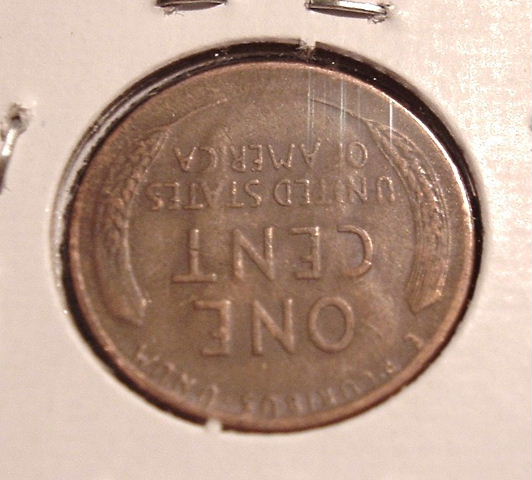 E · PLURIBUS · UNUM
ONE
CENT
UNITED STATES
OF AMERICA